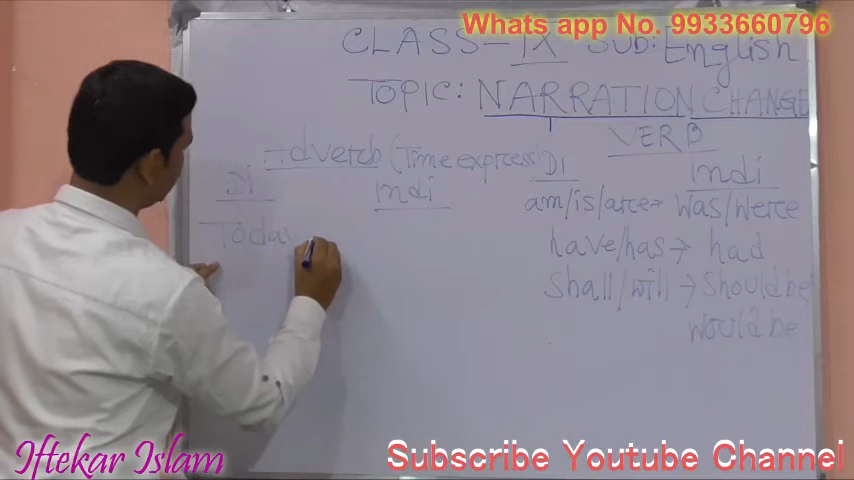 Whats app No. 9933660796
CLASS-IX SUB: English
TOPIC: NARRATION CHANGE
VERB
Di Indi
am/is/are→ was/were
have/has → had
shall/will → should be
would be
dverb (Time express
Di Indi
Today
Iftekar Islam
Subscribe Youtube Channel